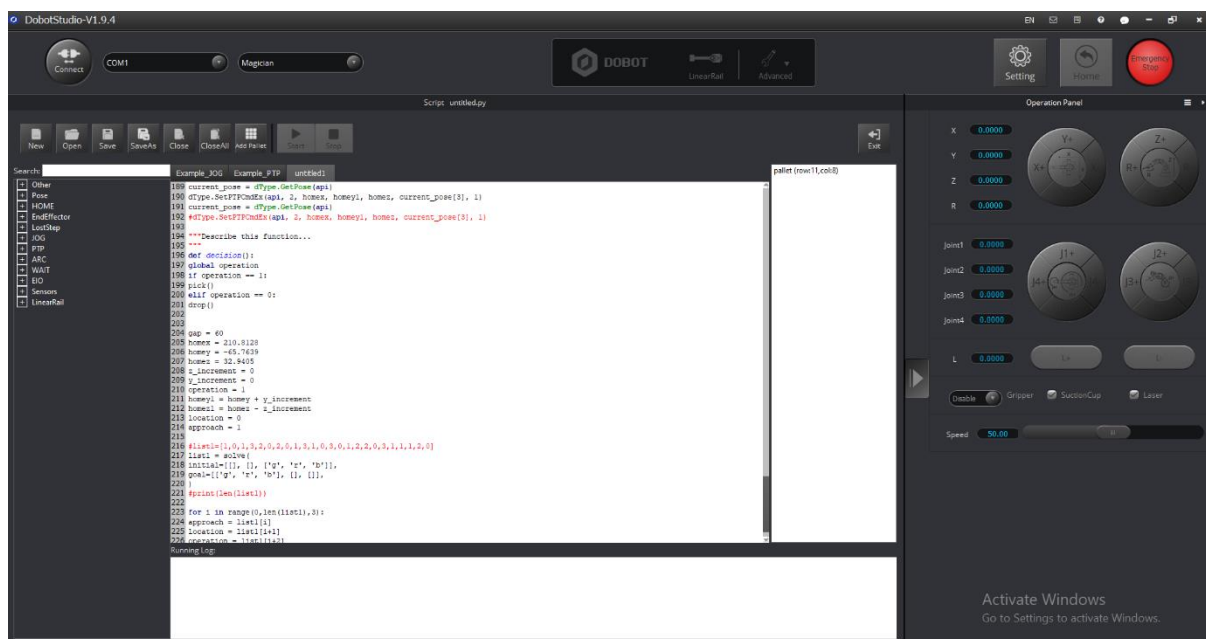 DobotStudio-V1.9.4
EN
Connect
COM1
Magician
DOBOT
LinearRail
Advanced
Setting
Home
Emergency
Stop
Script untitled.py
Operation Panel
New Open Save SaveAs Close CloseAll Add Pallet Start Stop
Exit
Search:
Other
Pose
HOME
EndEffector
LostStep
JOG
PTP
ARC
WAIT
EIO
Sensors
LinearRail
Example_JOG Example_PTP untitled1
189 current_pose = dType.GetPose(api)
190 dType.SetPTPCmdEx(api, 2, homex, homey1, homez, current_pose[3], 1)
191 current_pose = dType.GetPose(api)
192 #dType.SetPTPCmdEx(api, 2, homex, homey1, homez, current_pose[3], 1)
193
194 """Describe this function...
195 """
196 def decision():
197 global operation
198 if operation == 1:
199 pick()
200 elif operation == 0:
201 drop()
202
203
204 gap = 60
205 homex = 210.8128
206 homey = -65.7639
207 homez = 32.9405
208 z_increment = 0
209 y_increment = 0
210 operation = 1
211 homey1 = homey + y_increment
212 homez1 = homez - z_increment
213 location = 0
214 approach = 1
215
216 #list1=[1,0,1,3,2,0,2,0,1,3,1,0,3,0,1,2,2,0,3,1,1,1,2,0]
217 list1 = solve(
218 initial=[[], [], ['g', 'r', 'b']],
219 goal=[['g', 'r', 'b'], [], []],
220 )
221 #print(len(list1))
222
223 for i in range(0,len(list1),3):
224 approach = list1[i]
225 location = list1[i+1]
226 operation = list1[i+2]
Running Log:
pallet (row:11,col:8)
X 0.0000
Y 0.0000
Z 0.0000
R 0.0000
Y+
X+
Z+
R+
Joint1 0.0000
Joint2 0.0000
Joint3 0.0000
Joint4 0.0000
J1+
J4+
J2+
J3+
L 0.0000
L+
L-
Disable Gripper SuctionCup Laser
Speed 50.00
Activate Windows
Go to Settings to activate Windows.